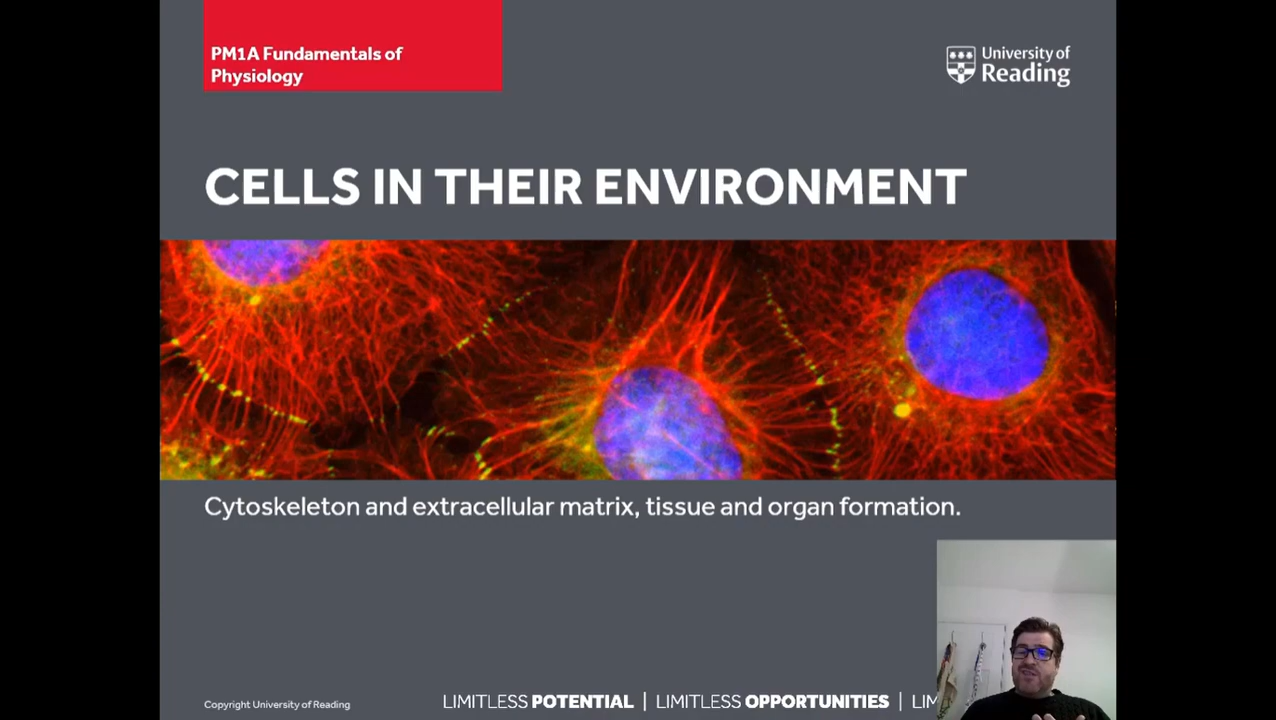 PM1A Fundamentals of
Physiology
University of
Reading
CELLS IN THEIR ENVIRONMENT
Cytoskeleton and extracellular matrix, tissue and organ formation.
Copyright University of Reading
LIMITLESS POTENTIAL | LIMITLESS OPPORTUNITIES | LIM